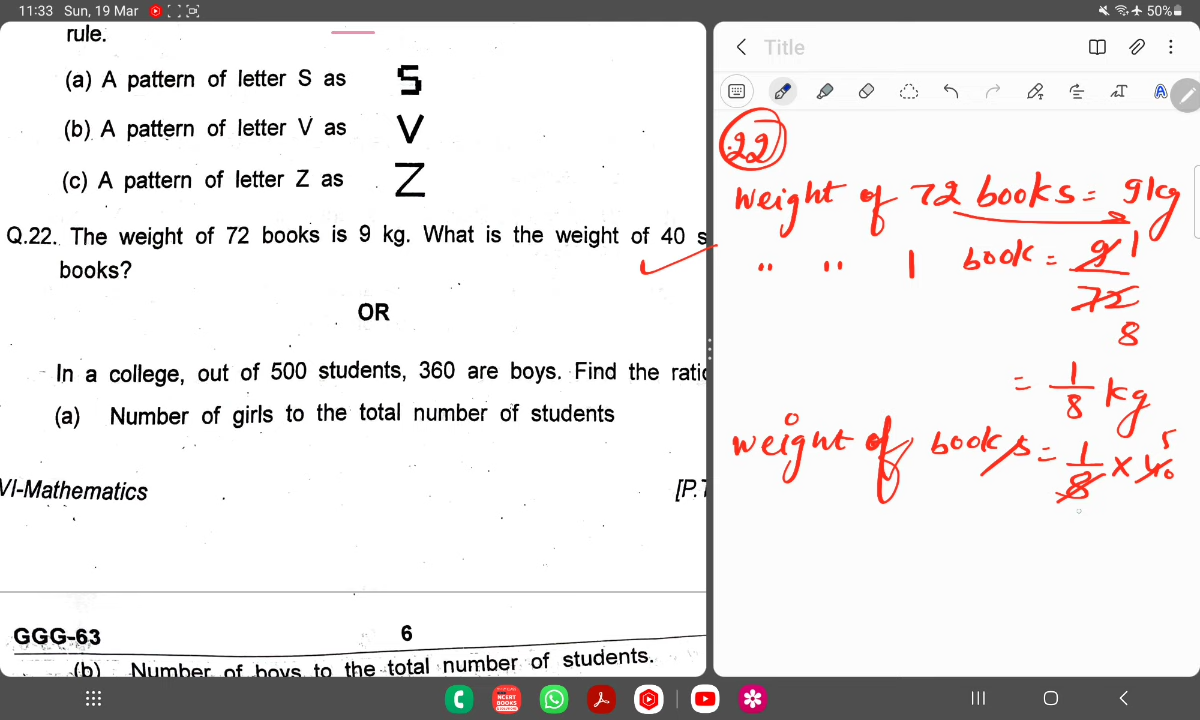 11:33 Sun, 19 Mar
50%
rule.
(a) A pattern of letter S as S
(b) A pattern of letter V as V
(c) A pattern of letter Z as Z
Q.22. The weight of 72 books is 9 kg. What is the weight of 40 s
books?
OR
In a college, out of 500 students, 360 are boys. Find the ratio
(a) Number of girls to the total number of students
VI-Mathematics
[P.T
GGG-63
6
(b) Number of boys to the total number of students.
Title
22
Weight of 72 books = 9kg
" " 1 book = 9 1
72
8
= 1/8 kg
weight of books = 1/8 x 40 5
NCERT
BOOKS